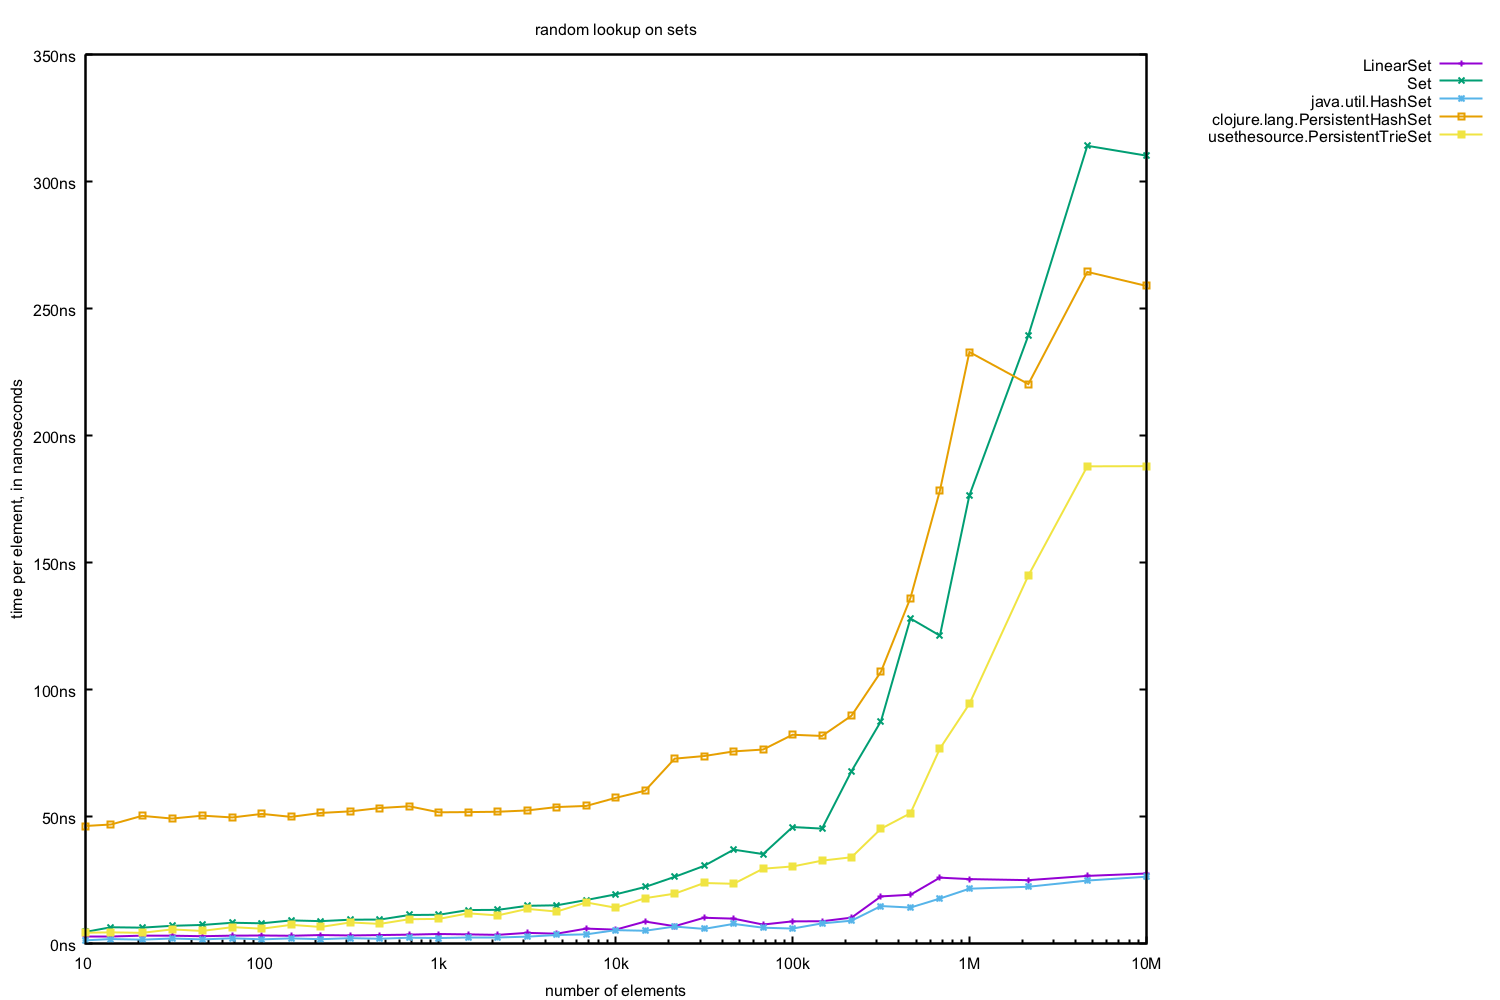 random lookup on sets
350ns
300ns
250ns
200ns
150ns
100ns
50ns
0ns
time per element, in nanoseconds
10
100
1k
10k
100k
1M
10M
number of elements
LinearSet
Set
java.util.HashSet
clojure.lang.PersistentHashSet
usethesource.PersistentTrieSet